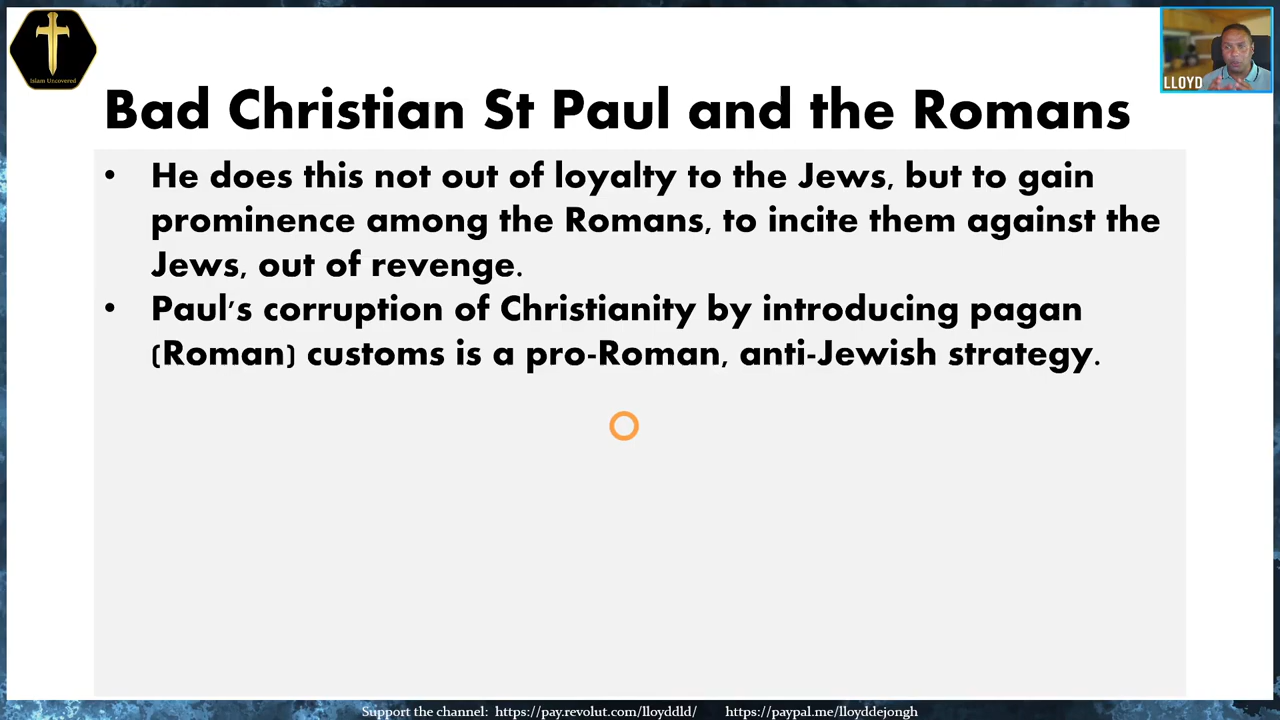 Islam Uncovered
LLOYD
Bad Christian St Paul and the Romans
• He does this not out of loyalty to the Jews, but to gain
prominence among the Romans, to incite them against the
Jews, out of revenge.
• Paul's corruption of Christianity by introducing pagan
(Roman) customs is a pro-Roman, anti-Jewish strategy.
Support the channel: https://pay.revolut.com/lloyddld/ https://paypal.me/lloyddejongh